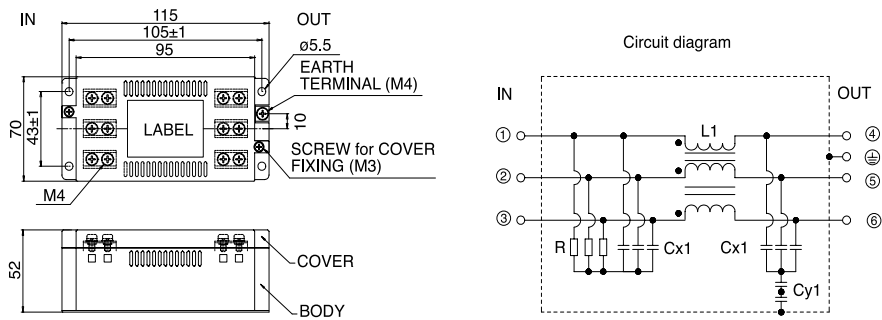 IN
115
OUT
105±1
95
ø5.5
EARTH
TERMINAL (M4)
70
43±1
LABEL
10
SCREW for COVER
FIXING (M3)
M4
52
COVER
BODY
Circuit diagram
IN
OUT
①
L1
④
②
⑤
③
⑥
R
Cx1
Cx1
Cy1